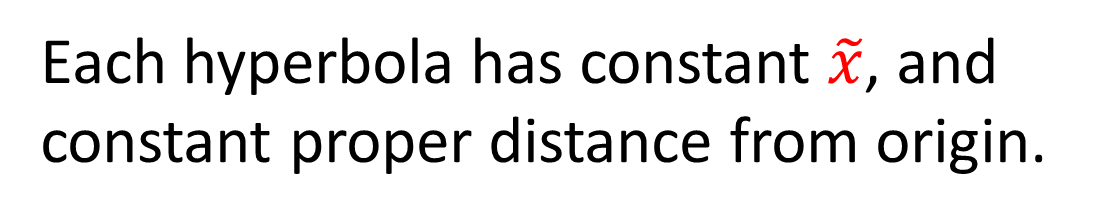 Each hyperbola has constant x̃, and
constant proper distance from origin.